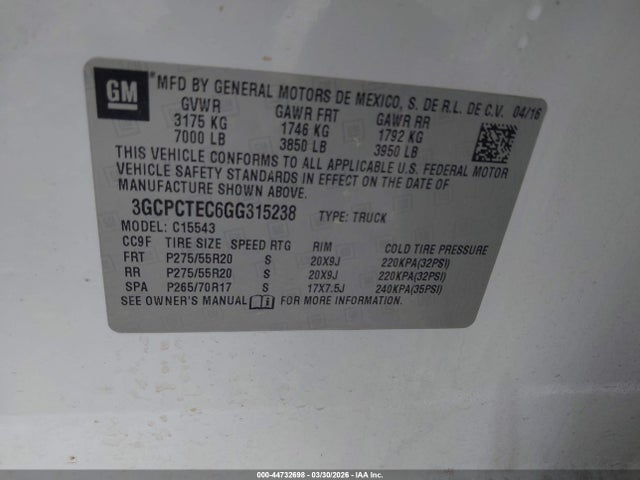 GM *MFD BY GENERAL MOTORS DE MEXICO, S. DE R.L. DE C.V. 04/16
GVWR GAWR FRT GAWR RR
3175 KG 1746 KG 1792 KG
7000 LB 3850 LB 3950 LB
THIS VEHICLE CONFORMS TO ALL APPLICABLE U.S. FEDERAL MOTOR
VEHICLE SAFETY STANDARDS IN EFFECT ON THE DATE OF
MANUFACTURE SHOWN ABOVE.
3GCPCTEC6GG315238 TYPE: TRUCK
MODEL: C15543
CC9F TIRE SIZE SPEED RTG RIM COLD TIRE PRESSURE
FRT P275/55R20 S 20X9J 220KPA(32PSI)
RR P275/55R20 S 20X9J 220KPA(32PSI)
SPA P265/70R17 S 17X7.5J 240KPA(35PSI)
SEE OWNER'S MANUAL FOR MORE INFORMATION.
000-44732698 - 03/30/2026 - IAA Inc.